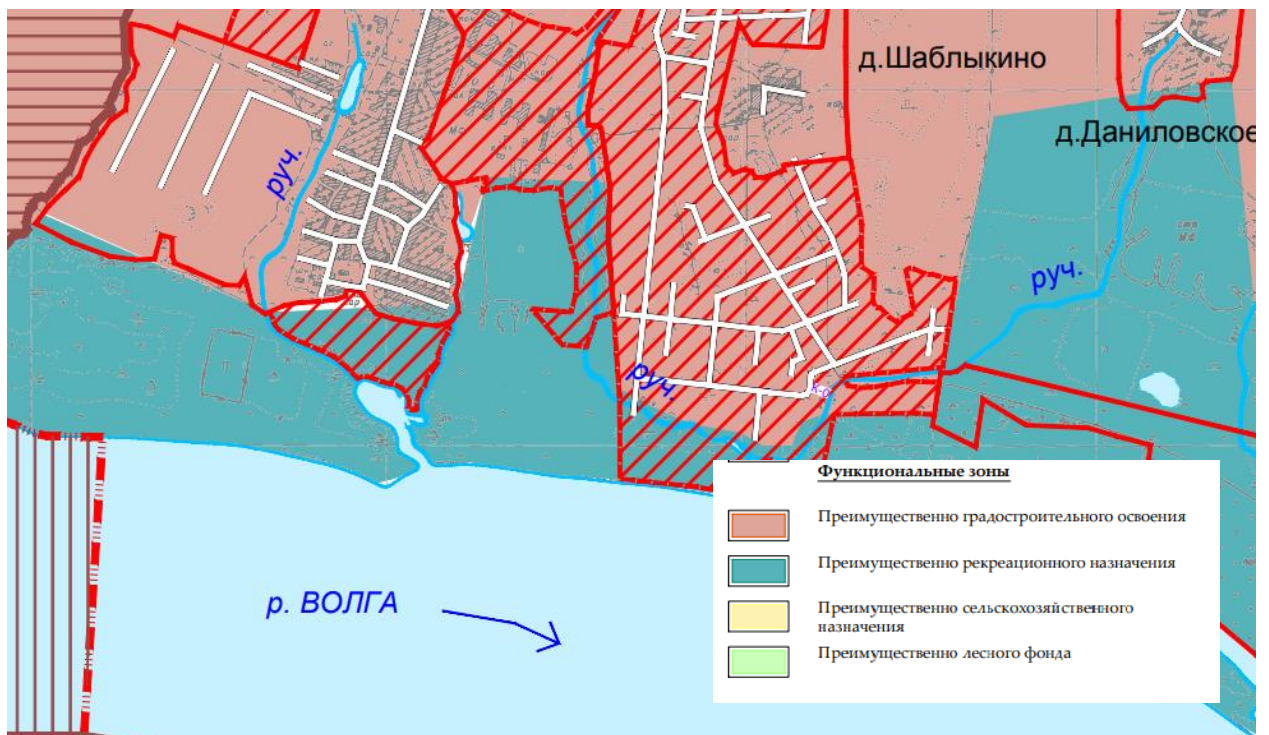 д.Шаблыкино
д.Даниловское
руч.
руч.
руч.
к-о
Функциональные зоны
Преимущественно градостроительного освоения
Преимущественно рекреационного назначения
Преимущественно сельскохозяйственного
назначения
Преимущественно лесного фонда
р. ВОЛГА